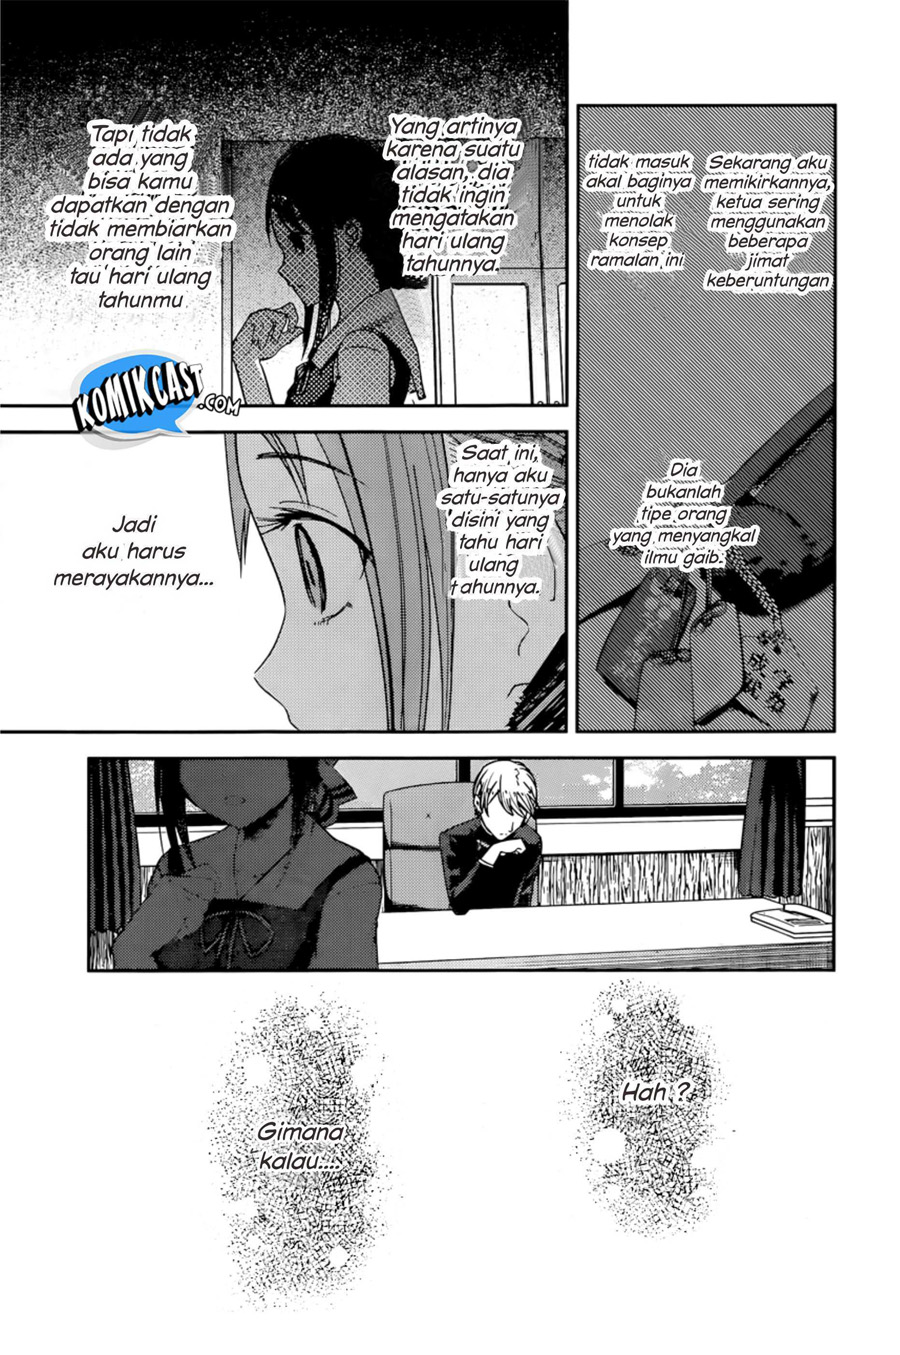 Sekarang aku
memikirkannya,
ketua sering
menggunakan
beberapa
jimat
keberuntungan
tidak masuk
akal baginya
untuk
menolak
konsep
ramalan ini
Dia
bukanlah
tipe orang
yang menyangkal
ilmu gaib.
Yang artinya
karena suatu
alasan, dia
tidak ingin
mengatakan
hari ulang
tahunnya.
Tapi tidak
ada yang
bisa kamu
dapatkan dengan
tidak membiarkan
orang lain
tau hari ulang
tahunmu
KOMIKCAST
.COM
Saat ini,
hanya aku
satu-satunya
disini yang
tahu hari
ulang
tahunnya.
Jadi
aku harus
merayakannya...
Hah ?
Gimana
kalau....